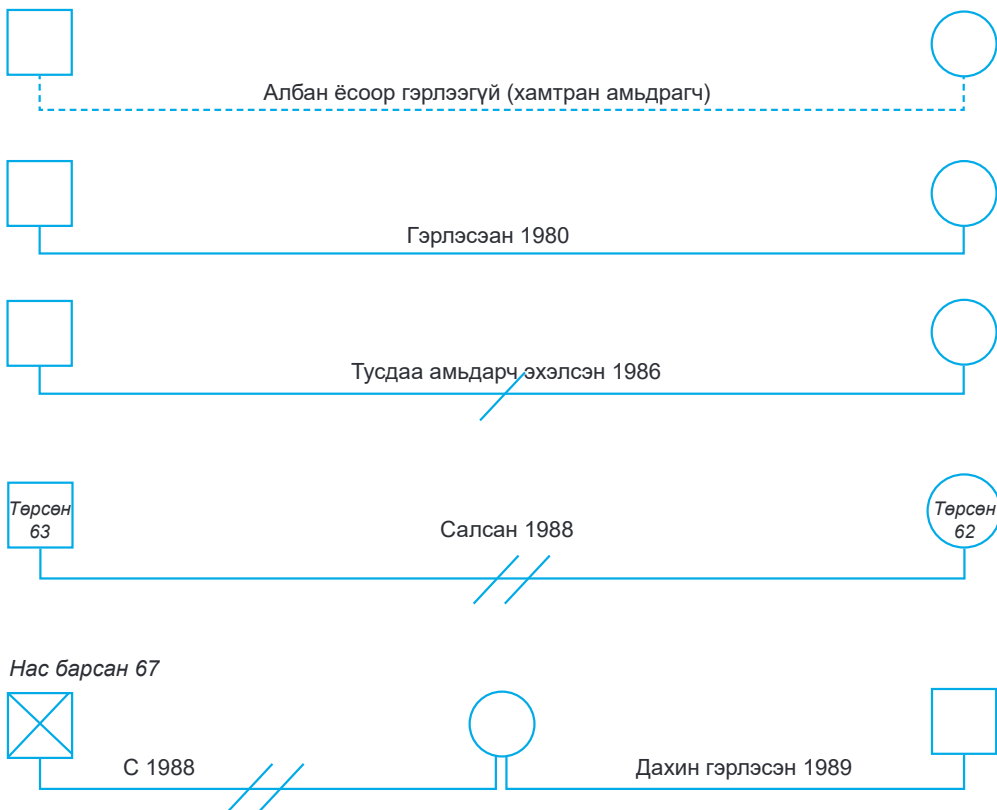 Албан ёсоор гэрлээгүй (хамтран амьдрагч)
Гэрлэсэан 1980
Тусдаа амьдарч эхэлсэн 1986
Төрсөн
63
Салсан 1988
Төрсөн
62
Нас барсан 67
С 1988
Дахин гэрлэсэн 1989